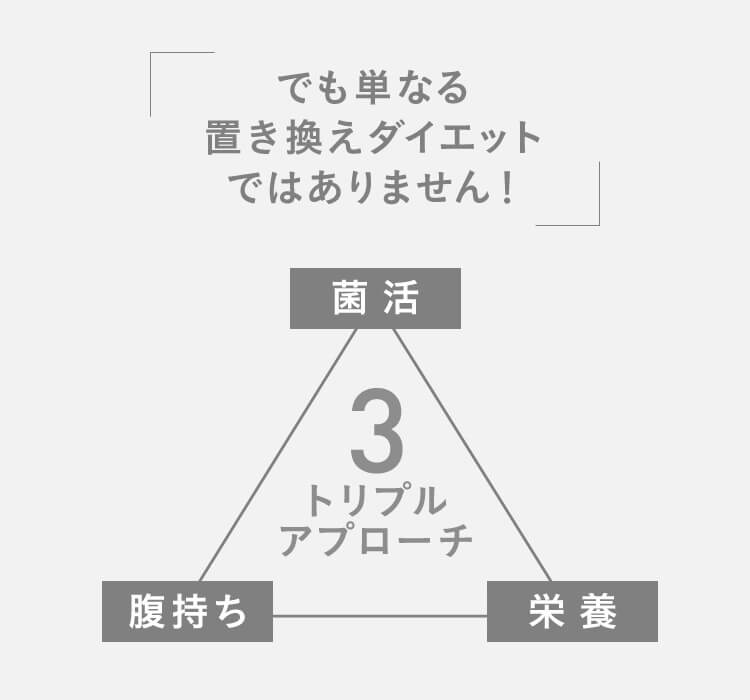 でも単なる
置き換えダイエット
ではありません！
菌活
3
トリプル
アプローチ
腹持ち
栄養